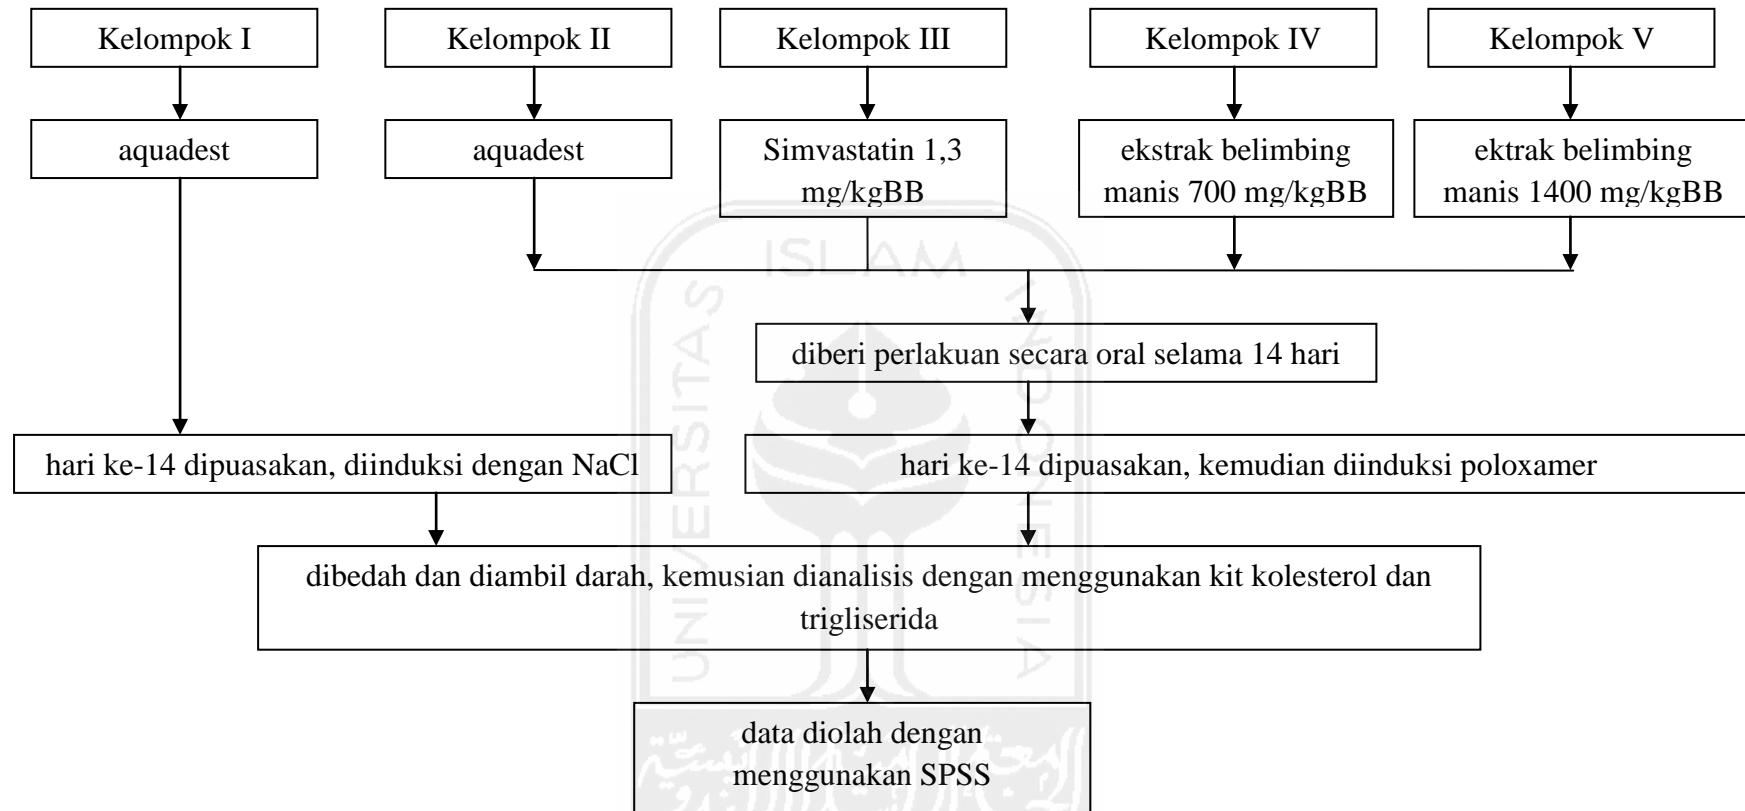 Kelompok I
Kelompok II
Kelompok III
Kelompok IV
Kelompok V
aquadest
aquadest
Simvastatin 1,3
mg/kgBB
ekstrak belimbing
manis 700 mg/kgBB
ektrak belimbing
manis 1400 mg/kgBB
diberi perlakuan secara oral selama 14 hari
hari ke-14 dipuasakan, diinduksi dengan NaCl
hari ke-14 dipuasakan, kemudian diinduksi poloxamer
dibedah dan diambil darah, kemusian dianalisis dengan menggunakan kit kolesterol dan
trigliserida
data diolah dengan
menggunakan SPSS
UNIVERSITAS
ISLAM
INDONESIA